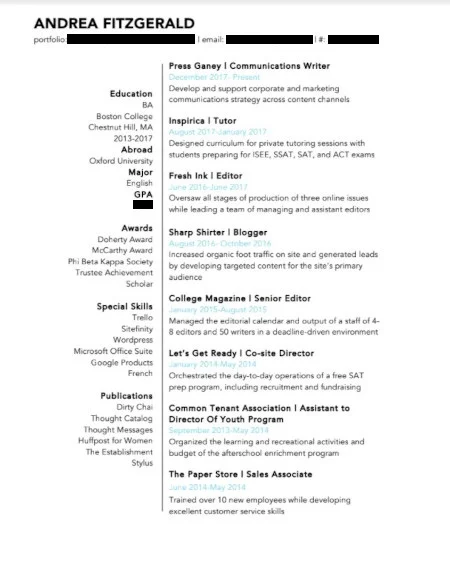 ANDREA FITZGERALD
portfolio: | email: | #:
Education
BA
Boston College
Chestnut Hill, MA
2013-2017
Abroad
Oxford University
Major
English
GPA
Awards
Doherty Award
McCarthy Award
Phi Beta Kappa Society
Trustee Achievement
Scholar
Special Skills
Trello
Sitefinity
Wordpress
Microsoft Office Suite
Google Products
French
Publications
Dirty Chai
Thought Catalog
Thought Messages
Huffpost for Women
The Establishment
Stylus
Press Ganey | Communications Writer
December 2017- Present
Develop and support corporate and marketing
communications strategy across content channels
Inspirica | Tutor
August 2017-January 2017
Designed curriculum for private tutoring sessions with
students preparing for ISEE, SSAT, SAT, and ACT exams
Fresh Ink | Editor
June 2016-June 2017
Oversaw all stages of production of three online issues
while leading a team of managing and assistant editors
Sharp Shirter | Blogger
August 2016- October 2016
Increased organic foot traffic on site and generated leads
by developing targeted content for the site's primary
audience
College Magazine | Senior Editor
January 2015-August 2015
Managed the editorial calendar and output of a staff of 4-
8 editors and 50 writers in a deadline-driven environment
Let's Get Ready | Co-site Director
January 2014-May 2014
Orchestrated the day-to-day operations of a free SAT
prep program, including recruitment and fundraising
Common Tenant Association | Assistant to
Director Of Youth Program
September 2013-May 2014
Organized the learning and recreational activities and
budget of the afterschool enrichment program
The Paper Store | Sales Associate
June 2014-May 2014
Trained over 10 new employees while developing
excellent customer service skills